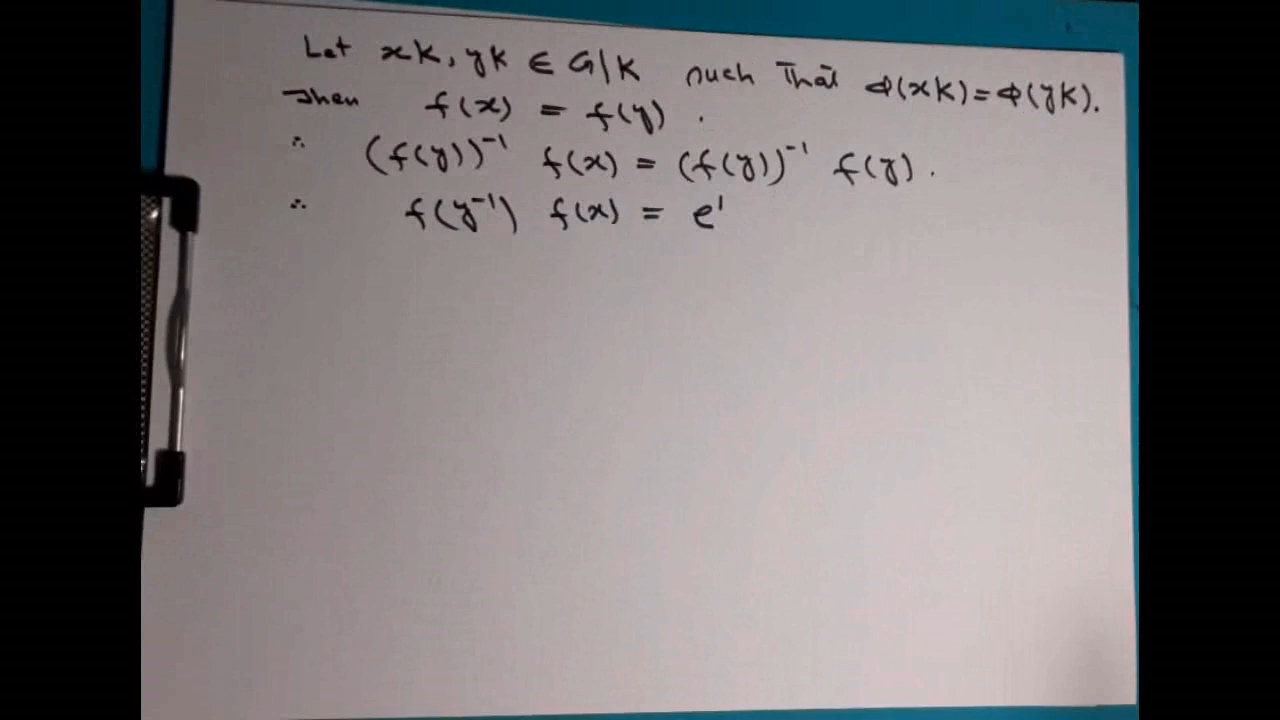 Let xK, yK ∈ G/K such that ϕ(xK) = ϕ(yK).
Then f(x) = f(y).
∴ (f(y))⁻¹ f(x) = (f(y))⁻¹ f(y).
∴ f(y⁻¹) f(x) = e'